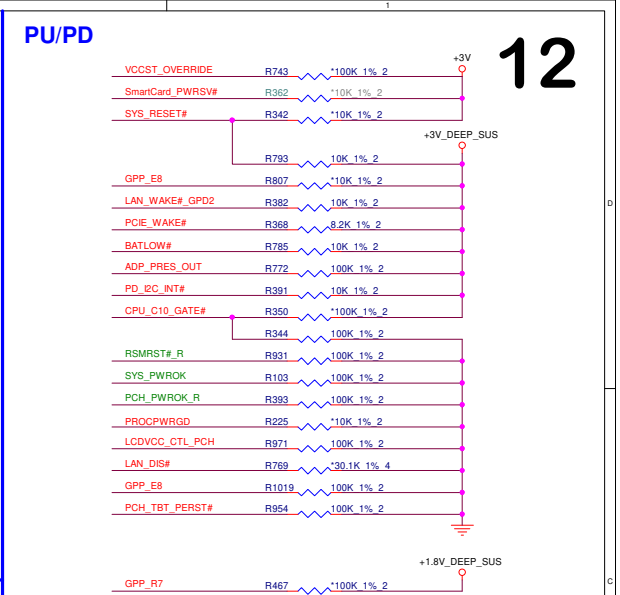 1
PU/PD
12
+3V
VCCST_OVERRIDE R743 *100K_1%_2
SmartCard_PWRSV# R362 *10K_1%_2
SYS_RESET# R342 *10K_1%_2
+3V_DEEP_SUS
R793 10K_1%_2
GPP_E8 R807 *10K_1%_2
LAN_WAKE#_GPD2 R382 10K_1%_2
D
PCIE_WAKE# R368 8.2K_1%_2
BATLOW# R785 10K_1%_2
ADP_PRES_OUT R772 100K_1%_2
PD_I2C_INT# R391 10K_1%_2
CPU_C10_GATE# R350 *100K_1%_2
R344 100K_1%_2
RSMRST#_R R931 100K_1%_2
SYS_PWROK R103 100K_1%_2
PCH_PWROK_R R393 100K_1%_2
PROCPWRGD R225 *10K_1%_2
LCDVCC_CTL_PCH R971 100K_1%_2
LAN_DIS# R769 *30.1K_1%_4
GPP_E8 R1019 100K_1%_2
PCH_TBT_PERST# R954 100K_1%_2
+1.8V_DEEP_SUS
GPP_R7 R467 *100K_1%_2
C